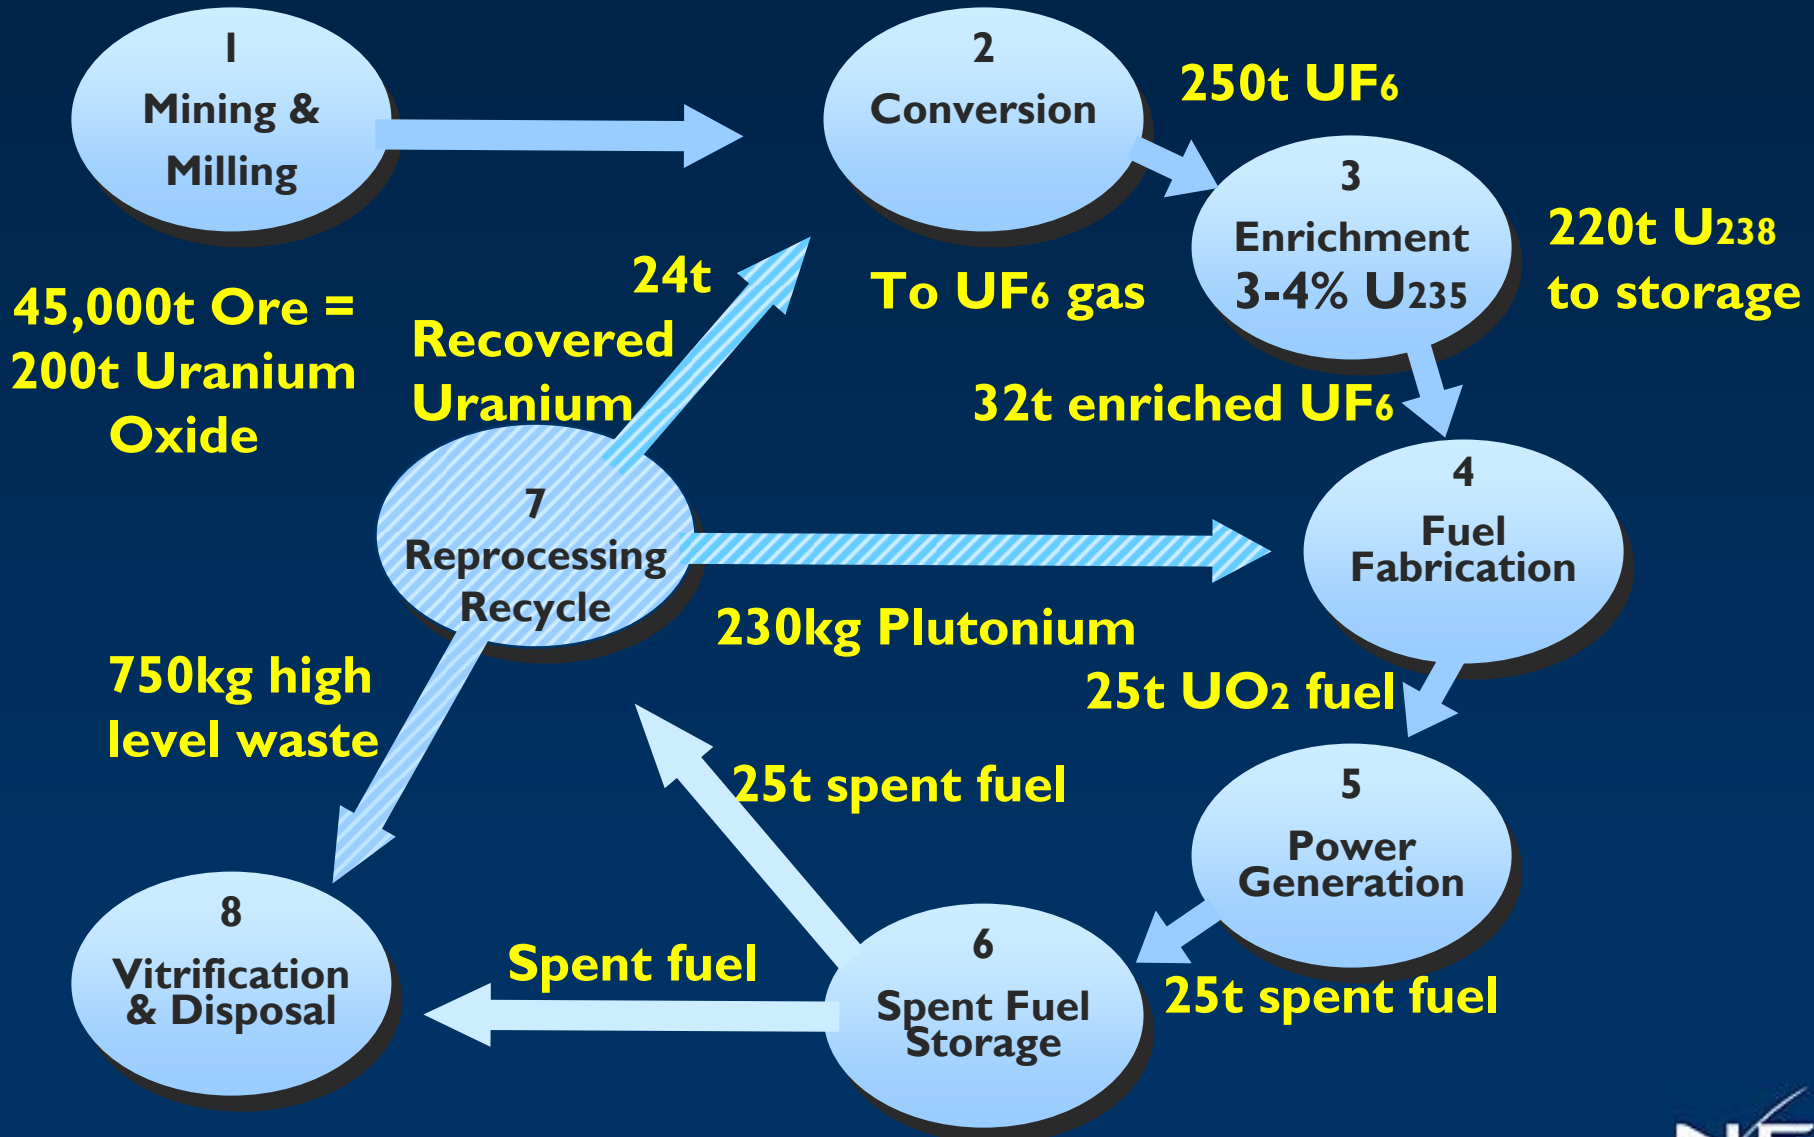 1
Mining &
Milling
2
Conversion
250t UF6
3
Enrichment
3-4% U235
220t U238
to storage
To UF6 gas
45,000t Ore =
200t Uranium
Oxide
24t
Recovered
Uranium
32t enriched UF6
4
Fuel
Fabrication
7
Reprocessing
Recycle
230kg Plutonium
750kg high
level waste
25t UO2 fuel
25t spent fuel
5
Power
Generation
8
Vitrification
& Disposal
Spent fuel
6
Spent Fuel
Storage
25t spent fuel